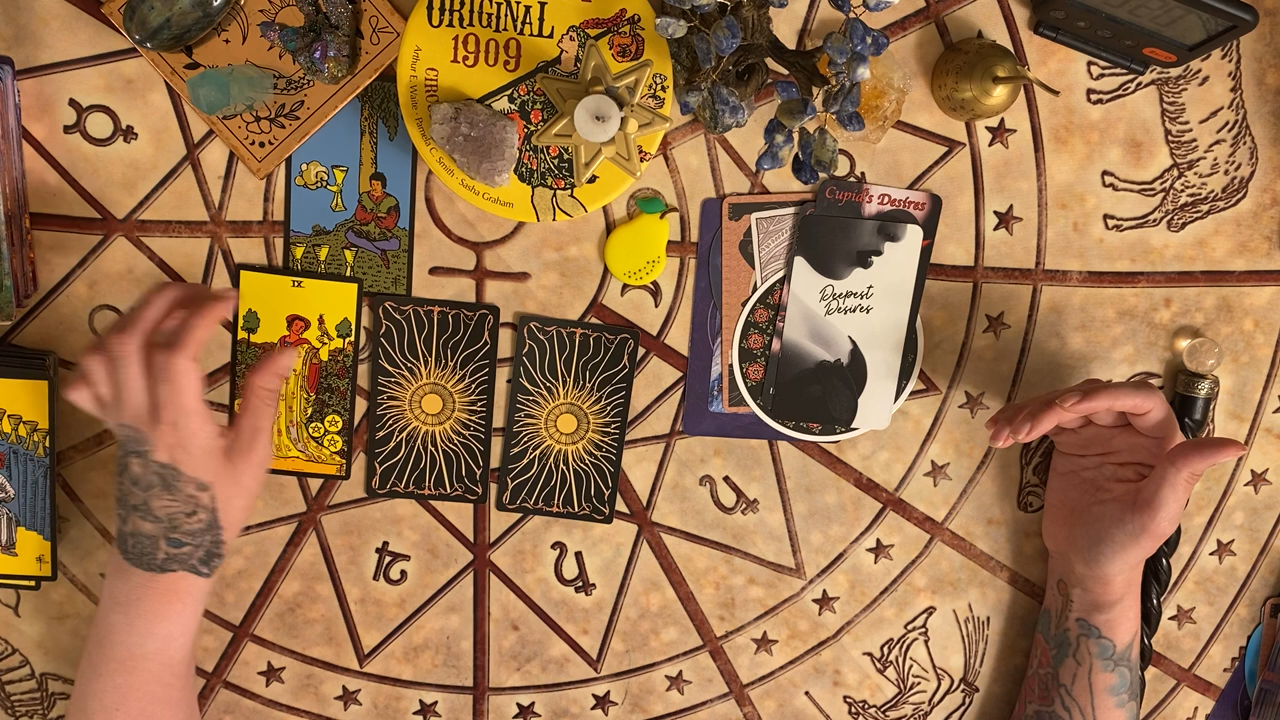 ORIGINAL
1909
Arthur E. Waite · Pamela C. Smith · Sasha Graham
IX
Cupid's Desires
Deepest
Desires